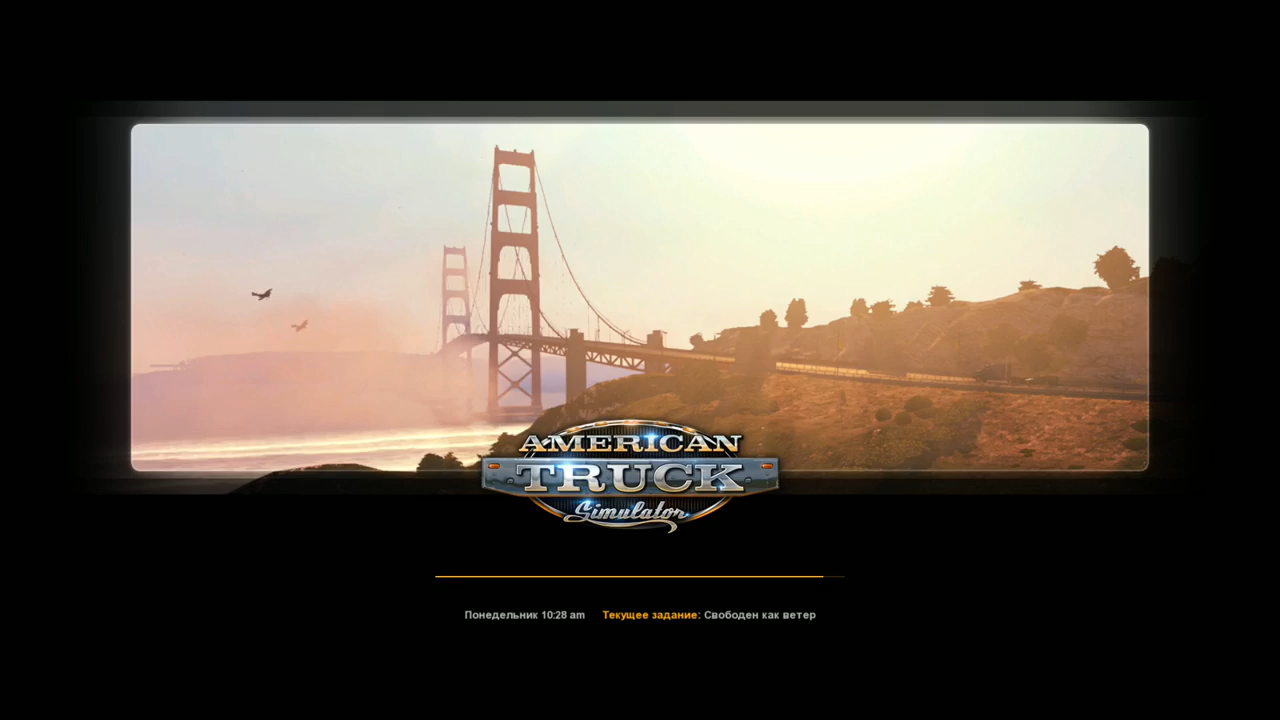 AMERICAN
TRUCK
Simulator
Понедельник 10:28 am Текущее задание: Свободен как ветер